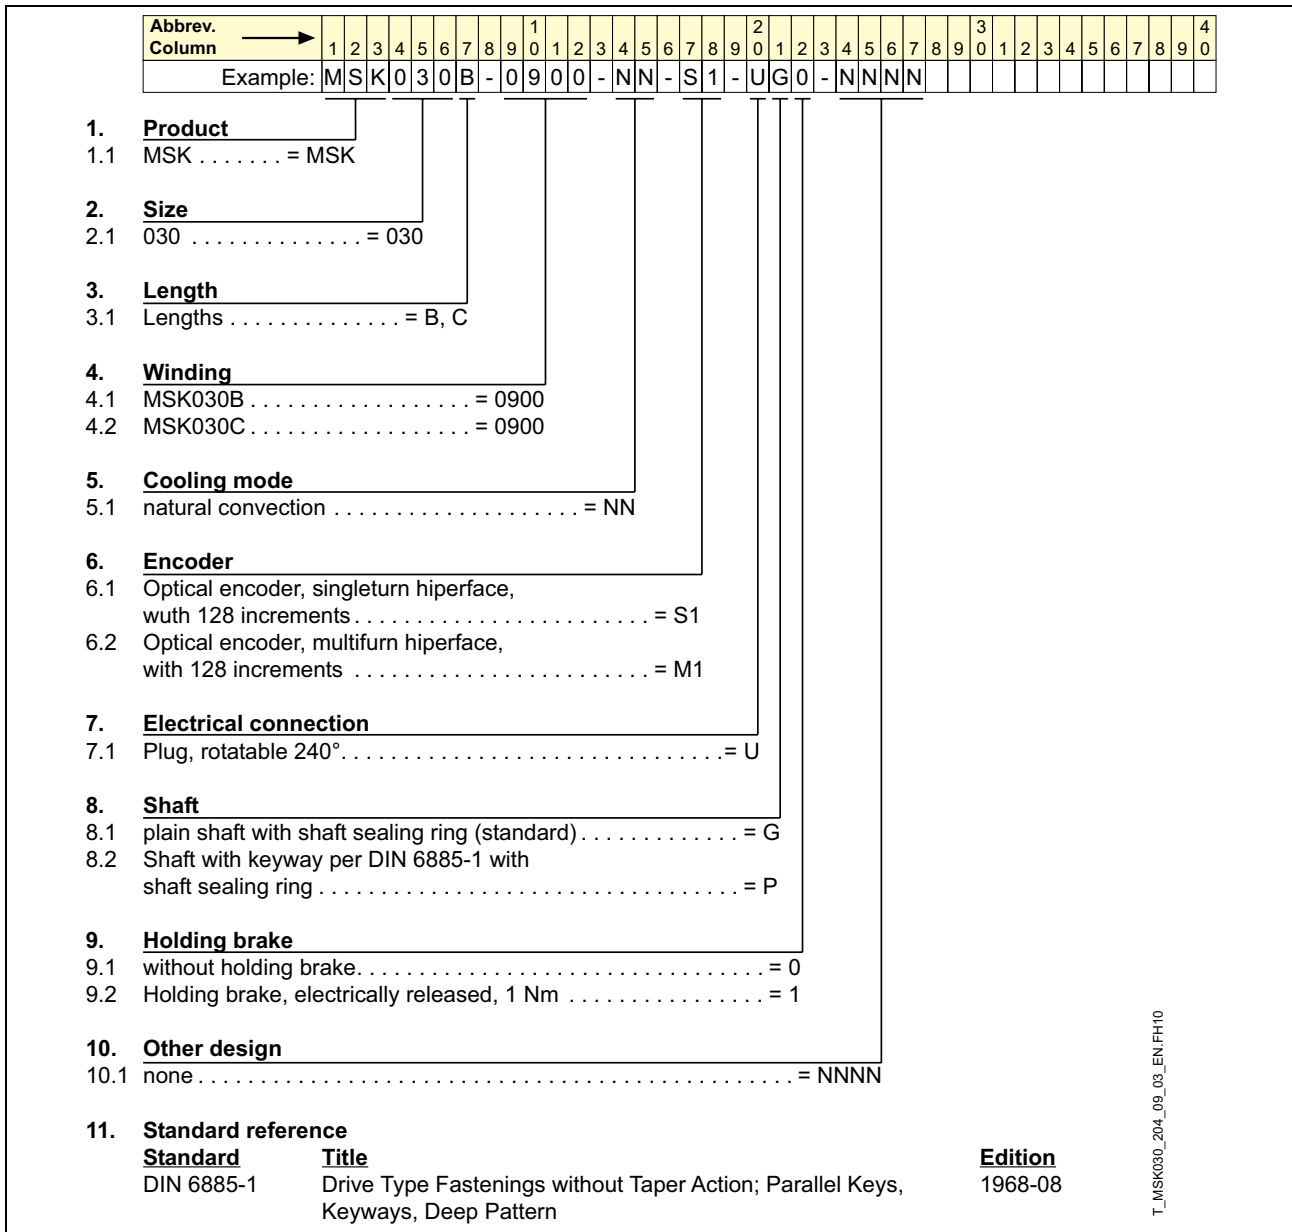 Abbrev. Column 1 2 3 4 5 6 7 8 9 10 1 2 3 4 5 6 7 8 9 20 1 2 3 4 5 6 7 8 9 30 1 2 3 4 5 6 7 8 9 40
Example: M S K 0 3 0 B - 0 9 0 0 - N N - S 1 - U G 0 - N N N N
1. Product
1.1 MSK . . . . . . . = MSK
2. Size
2.1 030 . . . . . . . . . . . . . . = 030
3. Length
3.1 Lengths . . . . . . . . . . . . . . = B, C
4. Winding
4.1 MSK030B . . . . . . . . . . . . . . . . . . = 0900
4.2 MSK030C . . . . . . . . . . . . . . . . . . = 0900
5. Cooling mode
5.1 natural convection . . . . . . . . . . . . . . . . . . . . = NN
6. Encoder
6.1 Optical encoder, singleturn hiperface,
wuth 128 increments . . . . . . . . . . . . . . . . . . . . . . . . = S1
6.2 Optical encoder, multifurn hiperface,
with 128 increments . . . . . . . . . . . . . . . . . . . . . . . . = M1
7. Electrical connection
7.1 Plug, rotatable 240°. . . . . . . . . . . . . . . . . . . . . . . . . . . . . . . = U
8. Shaft
8.1 plain shaft with shaft sealing ring (standard) . . . . . . . . . . . . . = G
8.2 Shaft with keyway per DIN 6885-1 with
shaft sealing ring . . . . . . . . . . . . . . . . . . . . . . . . . . . . . . . . . . = P
9. Holding brake
9.1 without holding brake. . . . . . . . . . . . . . . . . . . . . . . . . . . . . . . . . = 0
9.2 Holding brake, electrically released, 1 Nm . . . . . . . . . . . . . . . . = 1
10. Other design
10.1 none . . . . . . . . . . . . . . . . . . . . . . . . . . . . . . . . . . . . . . . . . . . . . . . . = NNNN
11. Standard reference
Standard Title Edition
DIN 6885-1 Drive Type Fastenings without Taper Action; Parallel Keys, 1968-08
Keyways, Deep Pattern
T_MSK030_204_09_03_EN.FH10